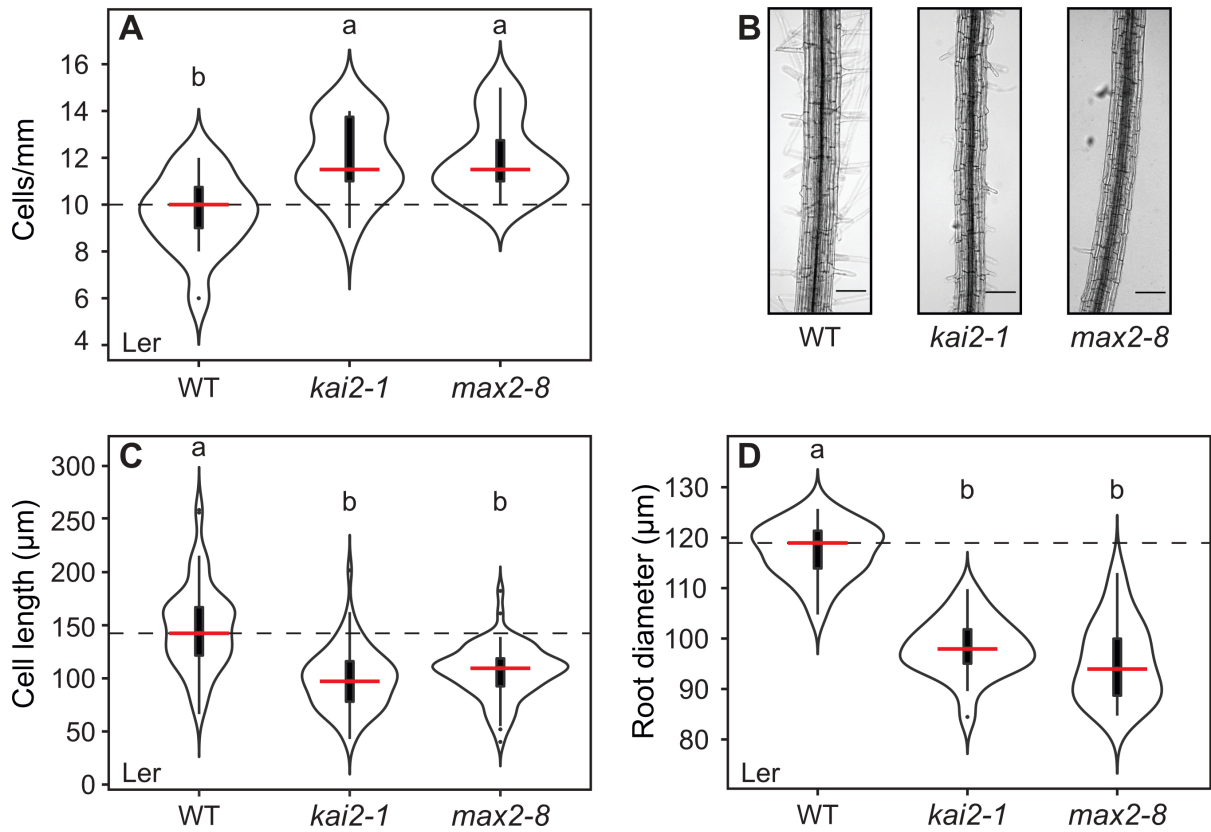 A
Cells/mm
16
14
12
10
8
6
4
b
a
a
Ler
WT
kai2-1
max2-8
B
WT
kai2-1
max2-8
C
Cell length (µm)
300
250
200
150
100
50
0
a
b
b
Ler
WT
kai2-1
max2-8
D
Root diameter (µm)
130
120
110
100
90
80
a
b
b
Ler
WT
kai2-1
max2-8